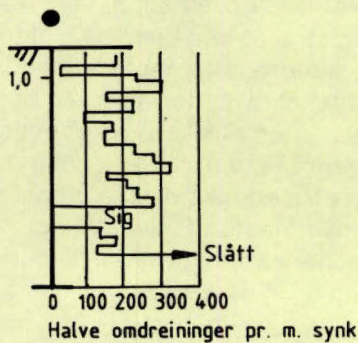 1,0
Sig
Slått
0 100 200 300 400
Halve omdreininger pr. m. synk